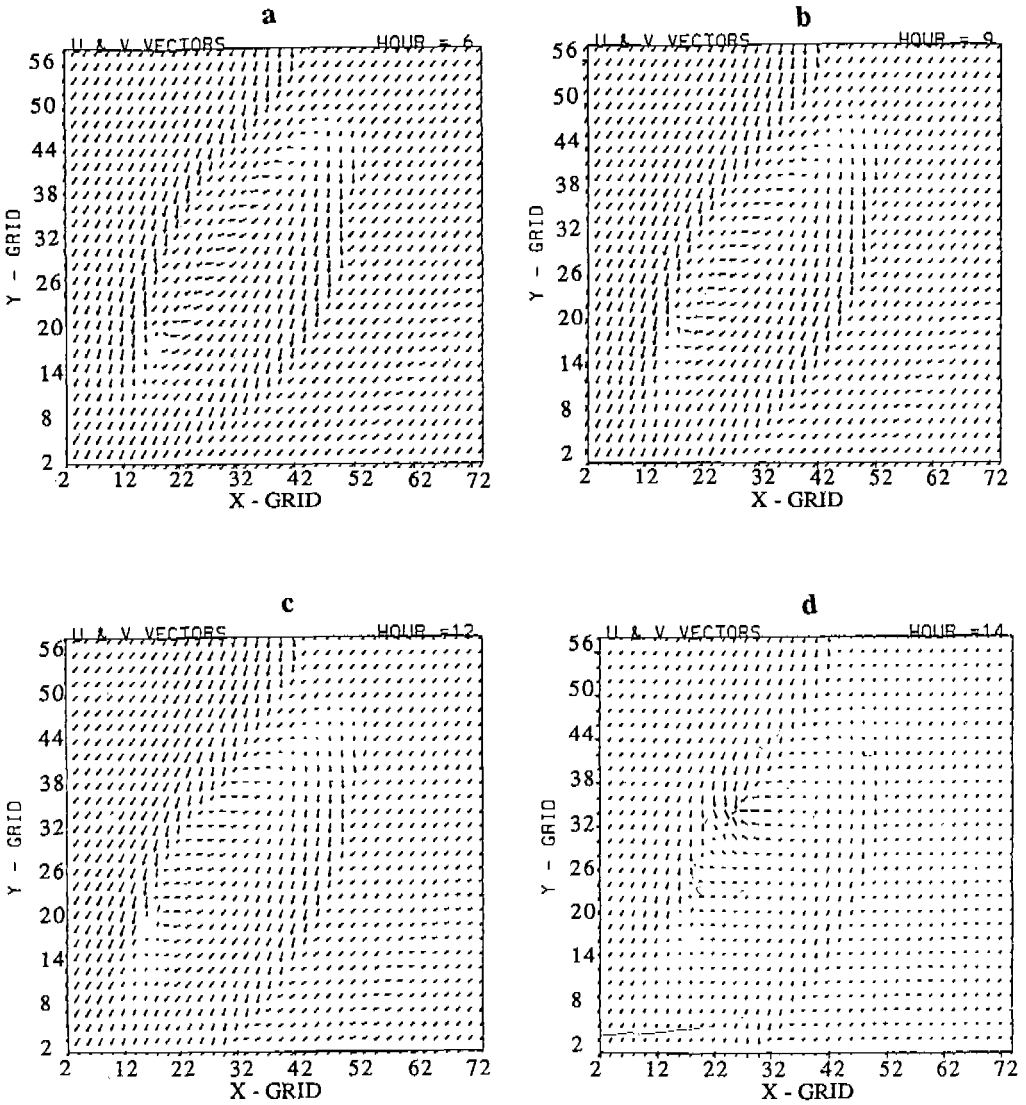 a
U & V VECTORS HOUR = 6
56
50
44
38
32
26
20
14
8
2
Y - GRID
2 12 22 32 42 52 62 72
X - GRID
b
U & V VECTORS HOUR = 9
56
50
44
38
32
26
20
14
8
2
Y - GRID
2 12 22 32 42 52 62 72
X - GRID
c
U & V VECTORS HOUR =12
56
50
44
38
32
26
20
14
8
2
Y - GRID
2 12 22 32 42 52 62 72
X - GRID
d
U & V VECTORS HOUR =14
56
50
44
38
32
26
20
14
8
2
Y - GRID
2 12 22 32 42 52 62 72
X - GRID